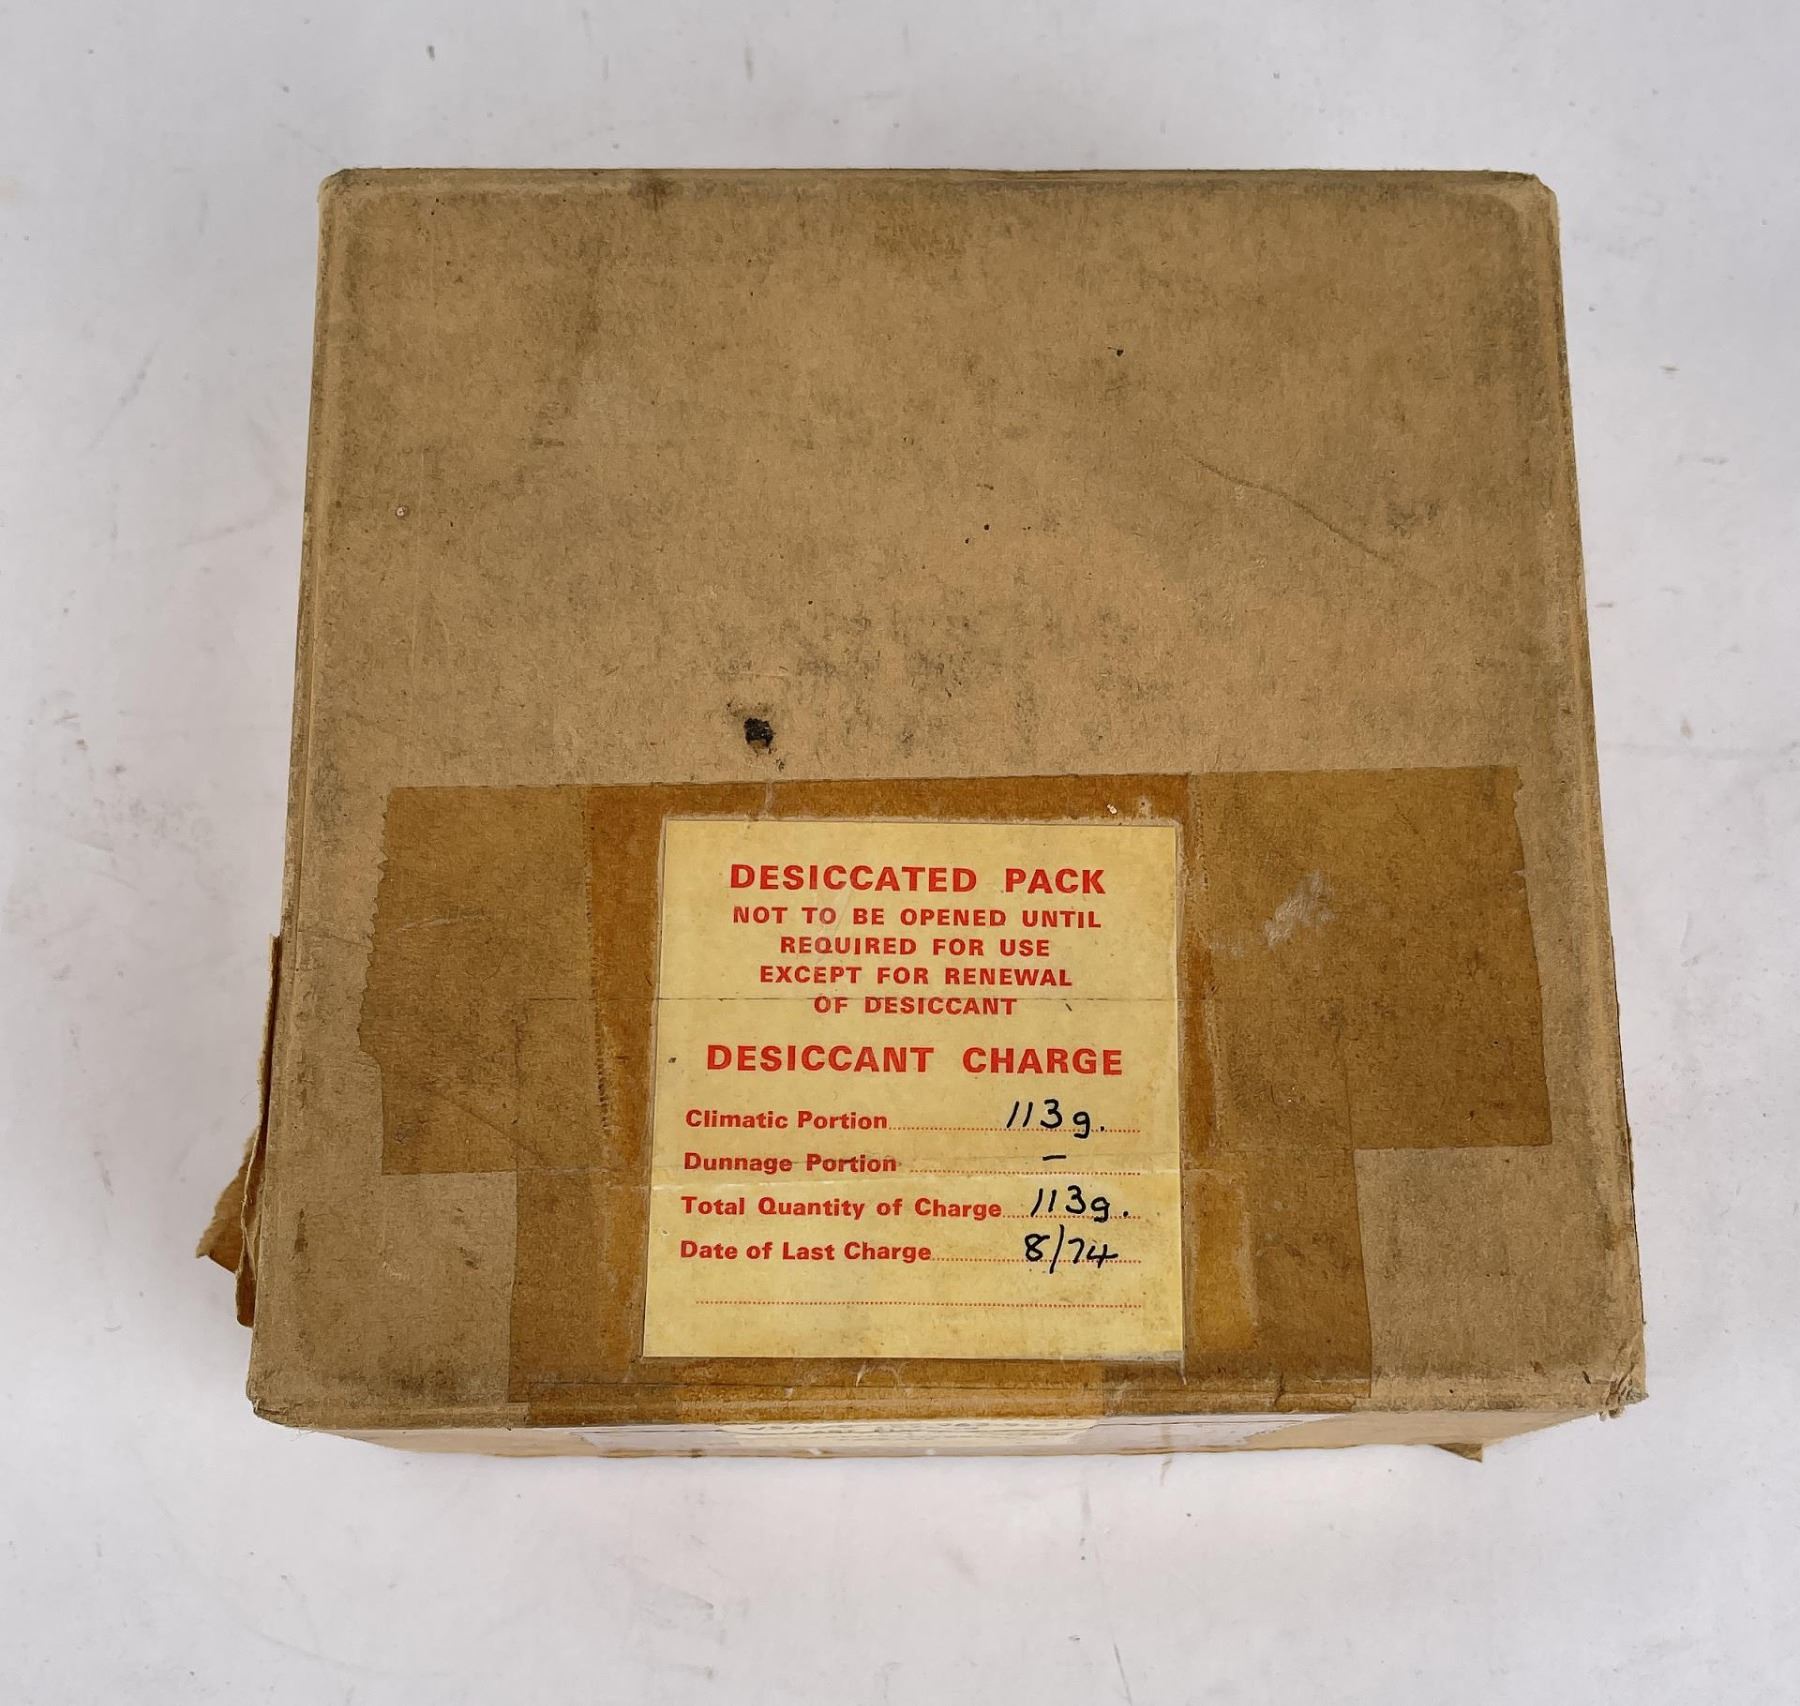 DESICCATED PACK
NOT TO BE OPENED UNTIL
REQUIRED FOR USE
EXCEPT FOR RENEWAL
OF DESICCANT
DESICCANT CHARGE
Climatic Portion 113g.
Dunnage Portion –
Total Quantity of Charge 113g.
Date of Last Charge 8/74